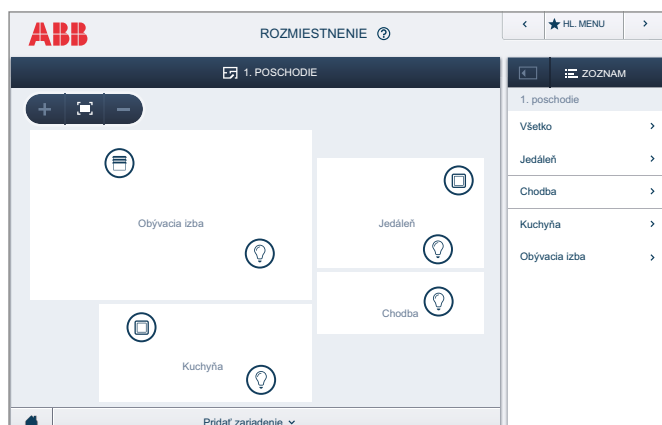 ABB
ROZMIESTNENIE ?
HL. MENU
1. POSCHODIE
ZOZNAM
1. poschodie
Všetko
Jedáleň
Chodba
Kuchyňa
Obývacia izba
Obývacia izba
Jedáleň
Chodba
Kuchyňa
Pridať zariadenie